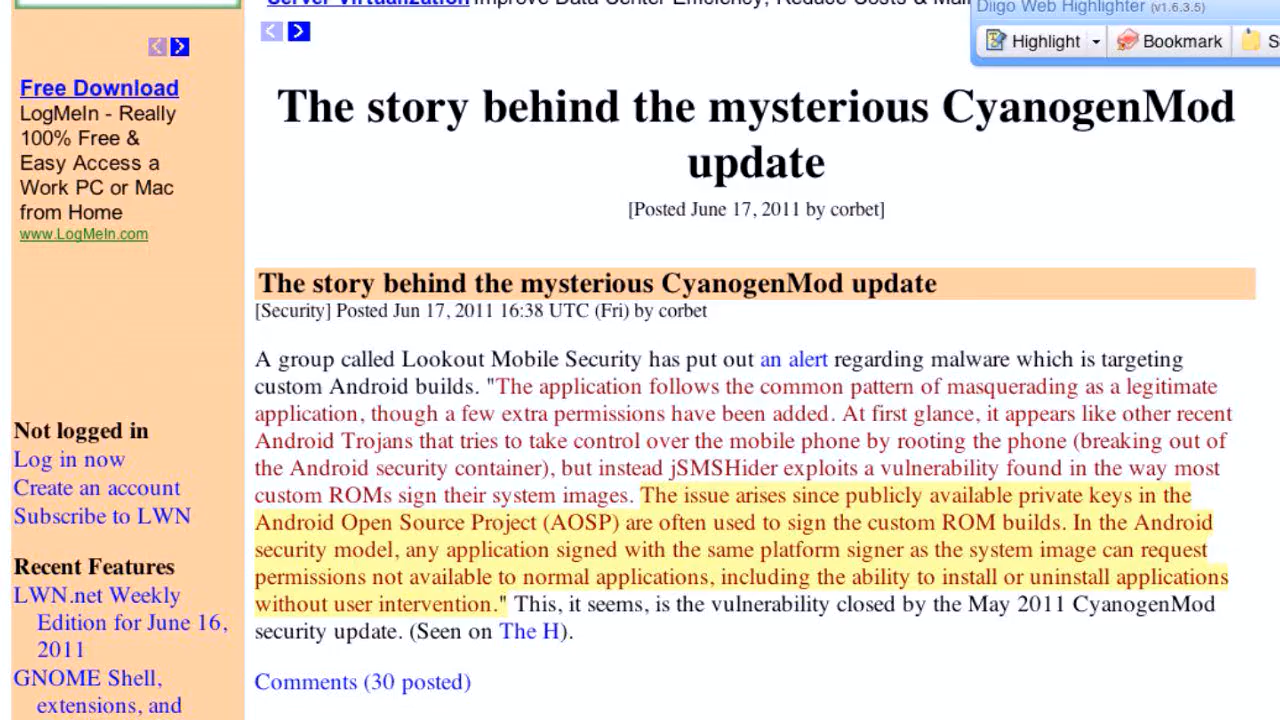 Server Virtualization Improve Data Center Efficiency, Reduce Costs &
Diigo Web Highlighter (v1.6.3.5)
Highlight Bookmark
Free Download
LogMeIn - Really
100% Free &
Easy Access a
Work PC or Mac
from Home
www.LogMeIn.com
The story behind the mysterious CyanogenMod
update
[Posted June 17, 2011 by corbet]
The story behind the mysterious CyanogenMod update
[Security] Posted Jun 17, 2011 16:38 UTC (Fri) by corbet
A group called Lookout Mobile Security has put out an alert regarding malware which is targeting
custom Android builds. "The application follows the common pattern of masquerading as a legitimate
application, though a few extra permissions have been added. At first glance, it appears like other recent
Android Trojans that tries to take control over the mobile phone by rooting the phone (breaking out of
the Android security container), but instead jSMSHider exploits a vulnerability found in the way most
custom ROMs sign their system images. The issue arises since publicly available private keys in the
Android Open Source Project (AOSP) are often used to sign the custom ROM builds. In the Android
security model, any application signed with the same platform signer as the system image can request
permissions not available to normal applications, including the ability to install or uninstall applications
without user intervention." This, it seems, is the vulnerability closed by the May 2011 CyanogenMod
security update. (Seen on The H).
Comments (30 posted)
Not logged in
Log in now
Create an account
Subscribe to LWN
Recent Features
LWN.net Weekly
Edition for June 16,
2011
GNOME Shell,
extensions, and